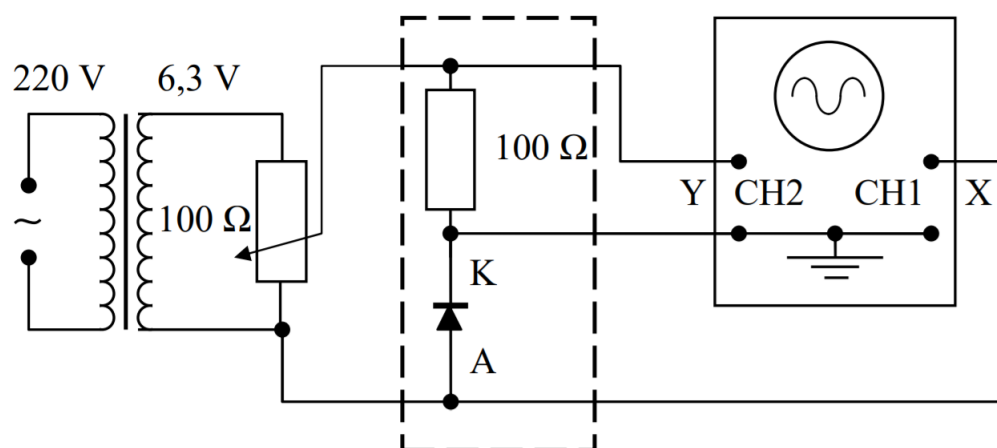 220 V
6,3 V
100 Ω
~
100 Ω
K
A
Y
CH2
CH1
X